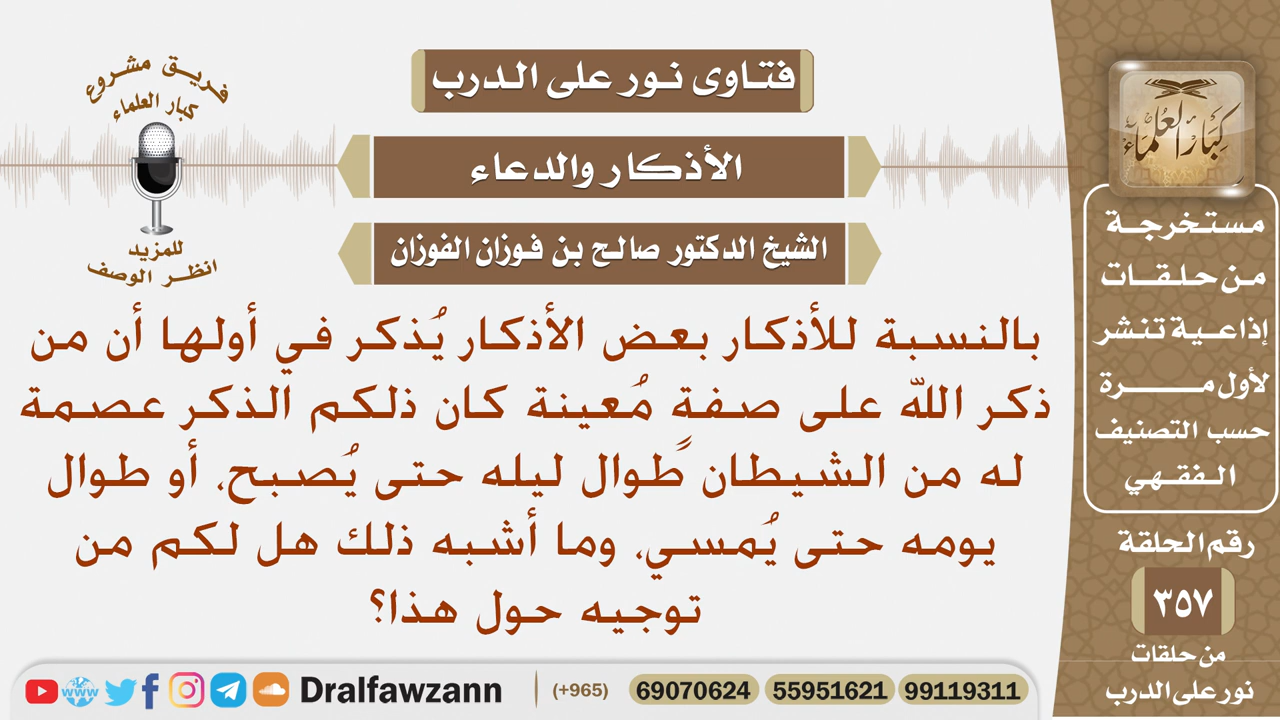 فريق مشروع
كبار العلماء
للمزيد
انظر الوصف
فتاوى نور على الدرب
الأذكار والدعاء
الشيخ الدكتور صالح بن فوزان الفوزان
بالنسبة للأذكار بعض الأذكار يُذكر في أولها أن من
ذكر الله على صفةٍ مُعينة كان ذلكم الذكر عصمة
له من الشيطان طُوال ليله حتى يُصبح، أو طوال
يومه حتى يُمسي، وما أشبه ذلك هل لكم من
توجيه حول هذا؟
كبار العلماء
مستخرجة
من حلقات
إذاعية تنشر
لأول مرة
حسب التصنيف
الفقهي
رقم الحلقة
٣٥٧
من حلقات
نور على الدرب
www Dralfawzann (+965) 69070624 55951621 99119311